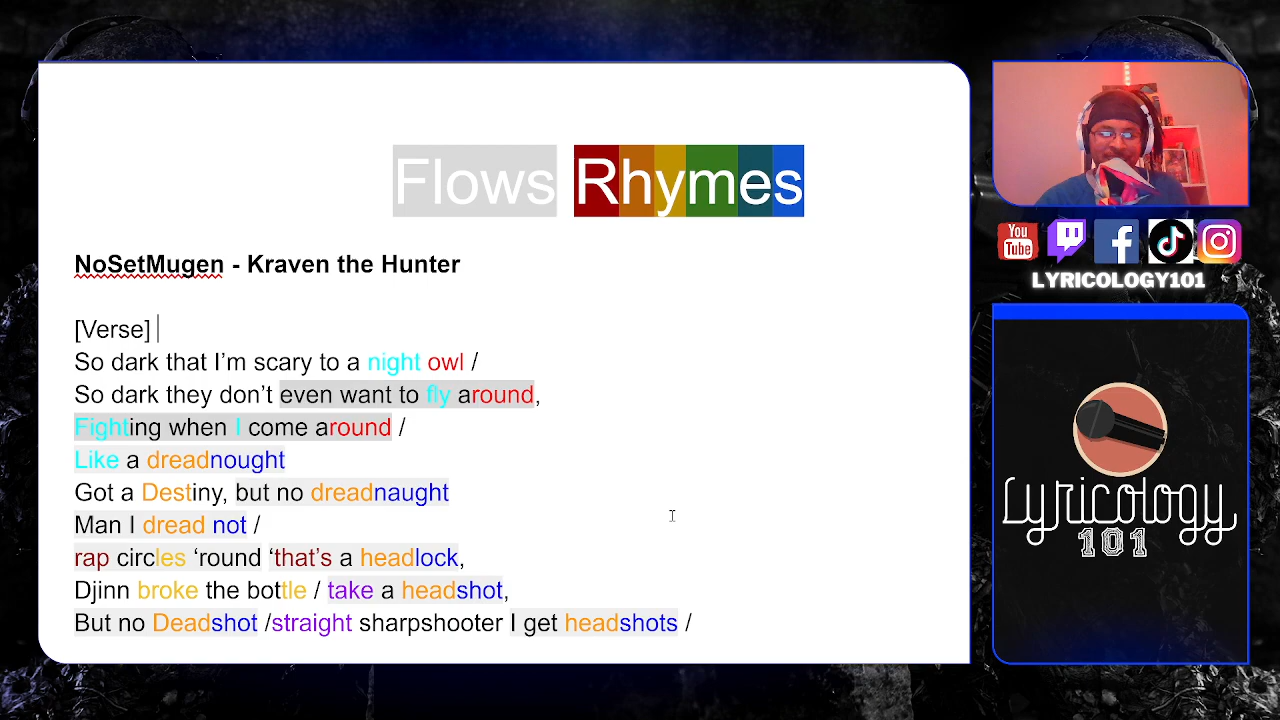 Flows Rhymes
NoSetMugen - Kraven the Hunter
[Verse]
So dark that I’m scary to a night owl /
So dark they don’t even want to fly around,
Fighting when I come around /
Like a dreadnought
Got a Destiny, but no dreadnaught
Man I dread not /
rap circles ‘round ‘that’s a headlock,
Djinn broke the bottle / take a headshot,
But no Deadshot /straight sharpshooter I get headshots /
You
Tube
LYRICOLOGY101
Lyricology
101